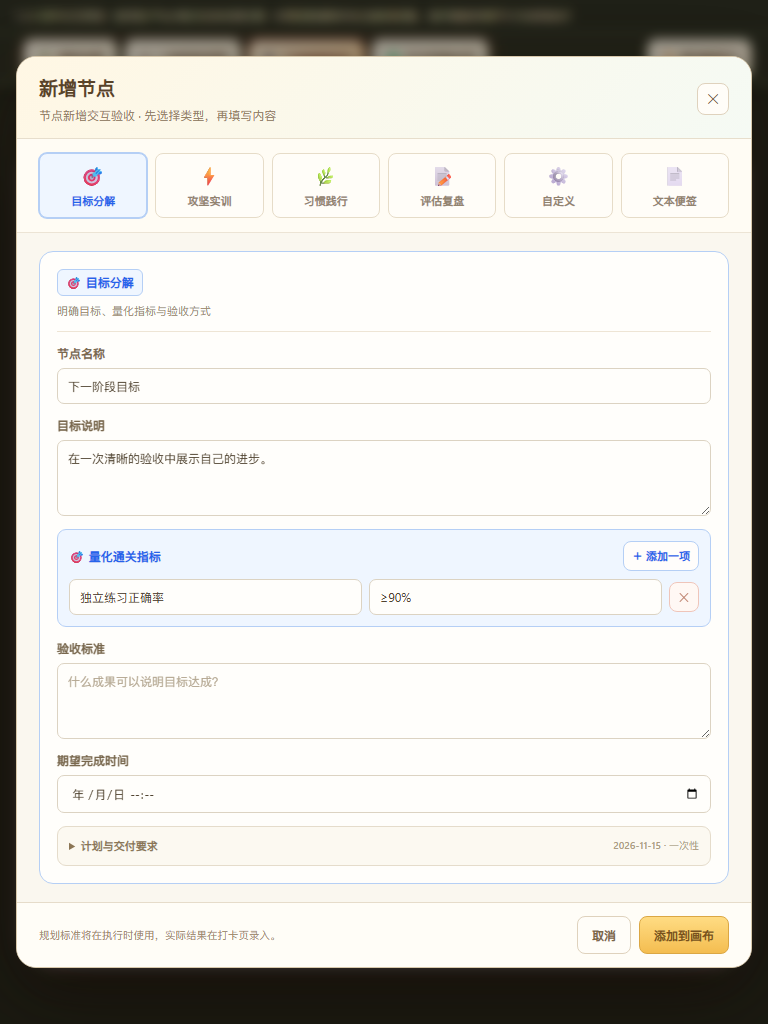 新增节点
节点新增交互验收 · 先选择类型，再填写内容
目标分解
攻坚实训
习惯践行
评估复盘
自定义
文本便签
目标分解
明确目标、量化指标与验收方式
节点名称
下一阶段目标
目标说明
在一次清晰的验收中展示自己的进步。
量化通关指标
+ 添加一项
独立练习正确率
≥90%
验收标准
什么成果可以说明目标达成?
期望完成时间
年 /月/日 --:--
计划与交付要求
2026-11-15 · 一次性
规划标准将在执行时使用，实际结果在打卡页录入。
取消
添加到画布